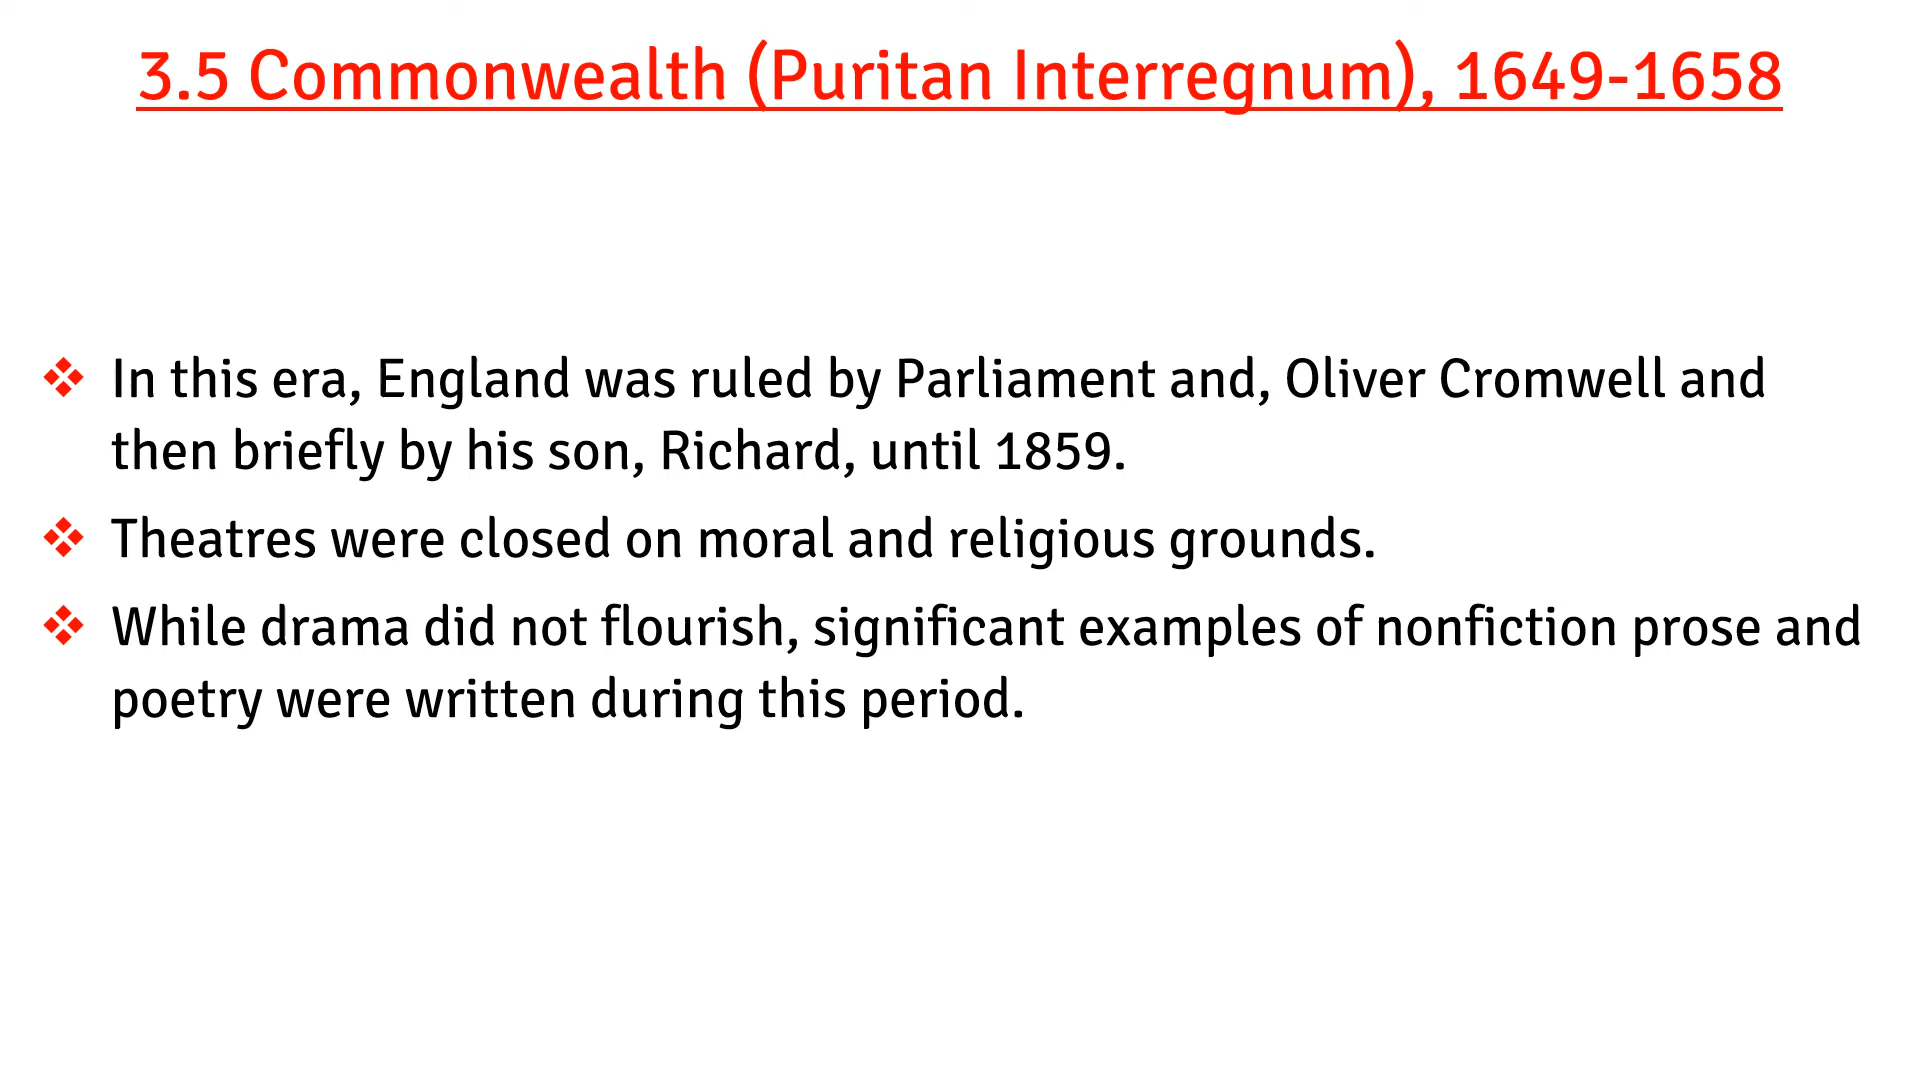 3.5 Commonwealth (Puritan Interregnum), 1649-1658
❖ In this era, England was ruled by Parliament and, Oliver Cromwell and
then briefly by his son, Richard, until 1859.
❖ Theatres were closed on moral and religious grounds.
❖ While drama did not flourish, significant examples of nonfiction prose and
poetry were written during this period.